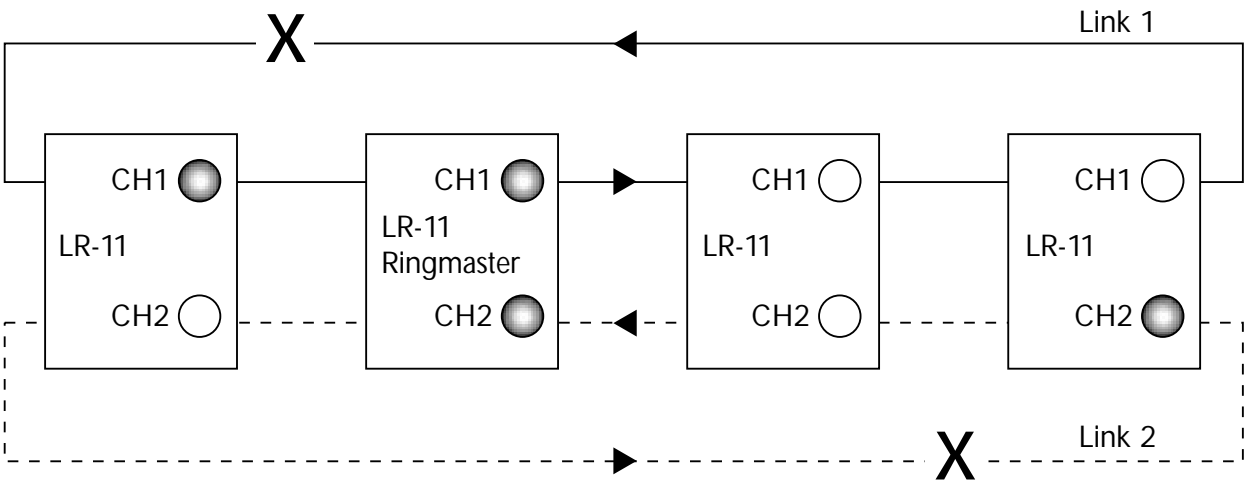 Link 1
X
CH1
CH1
CH1
CH1
LR-11
LR-11
Ringmaster
LR-11
LR-11
CH2
CH2
CH2
CH2
Link 2
X